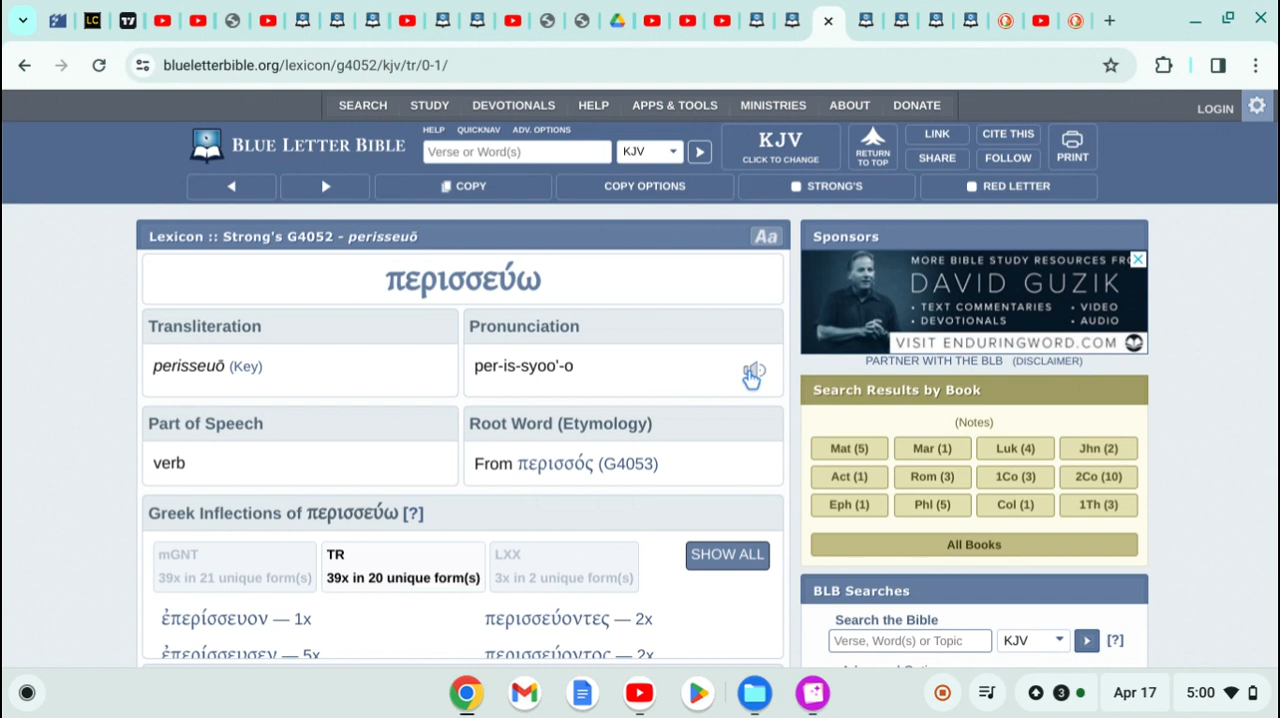 LC
blueletterbible.org/lexicon/g4052/kjv/tr/0-1/
SEARCH STUDY DEVOTIONALS HELP APPS & TOOLS MINISTRIES ABOUT DONATE LOGIN
HELP QUICKNAV ADV. OPTIONS
BLUE LETTER BIBLE
Verse or Word(s) KJV
KJV
CLICK TO CHANGE
RETURN
TO TOP
LINK CITE THIS
SHARE FOLLOW
PRINT
COPY COPY OPTIONS STRONG'S RED LETTER
Lexicon :: Strong's G4052 - perisseuō Aa
περισσεύω
Transliteration Pronunciation
perisseuō (Key) per-is-syoo'-o
Part of Speech Root Word (Etymology)
verb From περισσός (G4053)
Greek Inflections of περισσεύω [?]
mGNT TR LXX SHOW ALL
39x in 21 unique form(s) 39x in 20 unique form(s) 3x in 2 unique form(s)
ἐπερίσσευον — 1x περισσεύοντες — 2x
ἐπερίσσευσεν — 5x περισσεύοντος — 2x
Sponsors
MORE BIBLE STUDY RESOURCES FR
DAVID GUZIK
• TEXT COMMENTARIES • VIDEO
• DEVOTIONALS • AUDIO
VISIT ENDURINGWORD.COM
PARTNER WITH THE BLB (DISCLAIMER)
Search Results by Book
(Notes)
Mat (5) Mar (1) Luk (4) Jhn (2)
Act (1) Rom (3) 1Co (3) 2Co (10)
Eph (1) Phl (5) Col (1) 1Th (3)
All Books
BLB Searches
Search the Bible
Verse, Word(s) or Topic KJV [?]
3 Apr 17 5:00